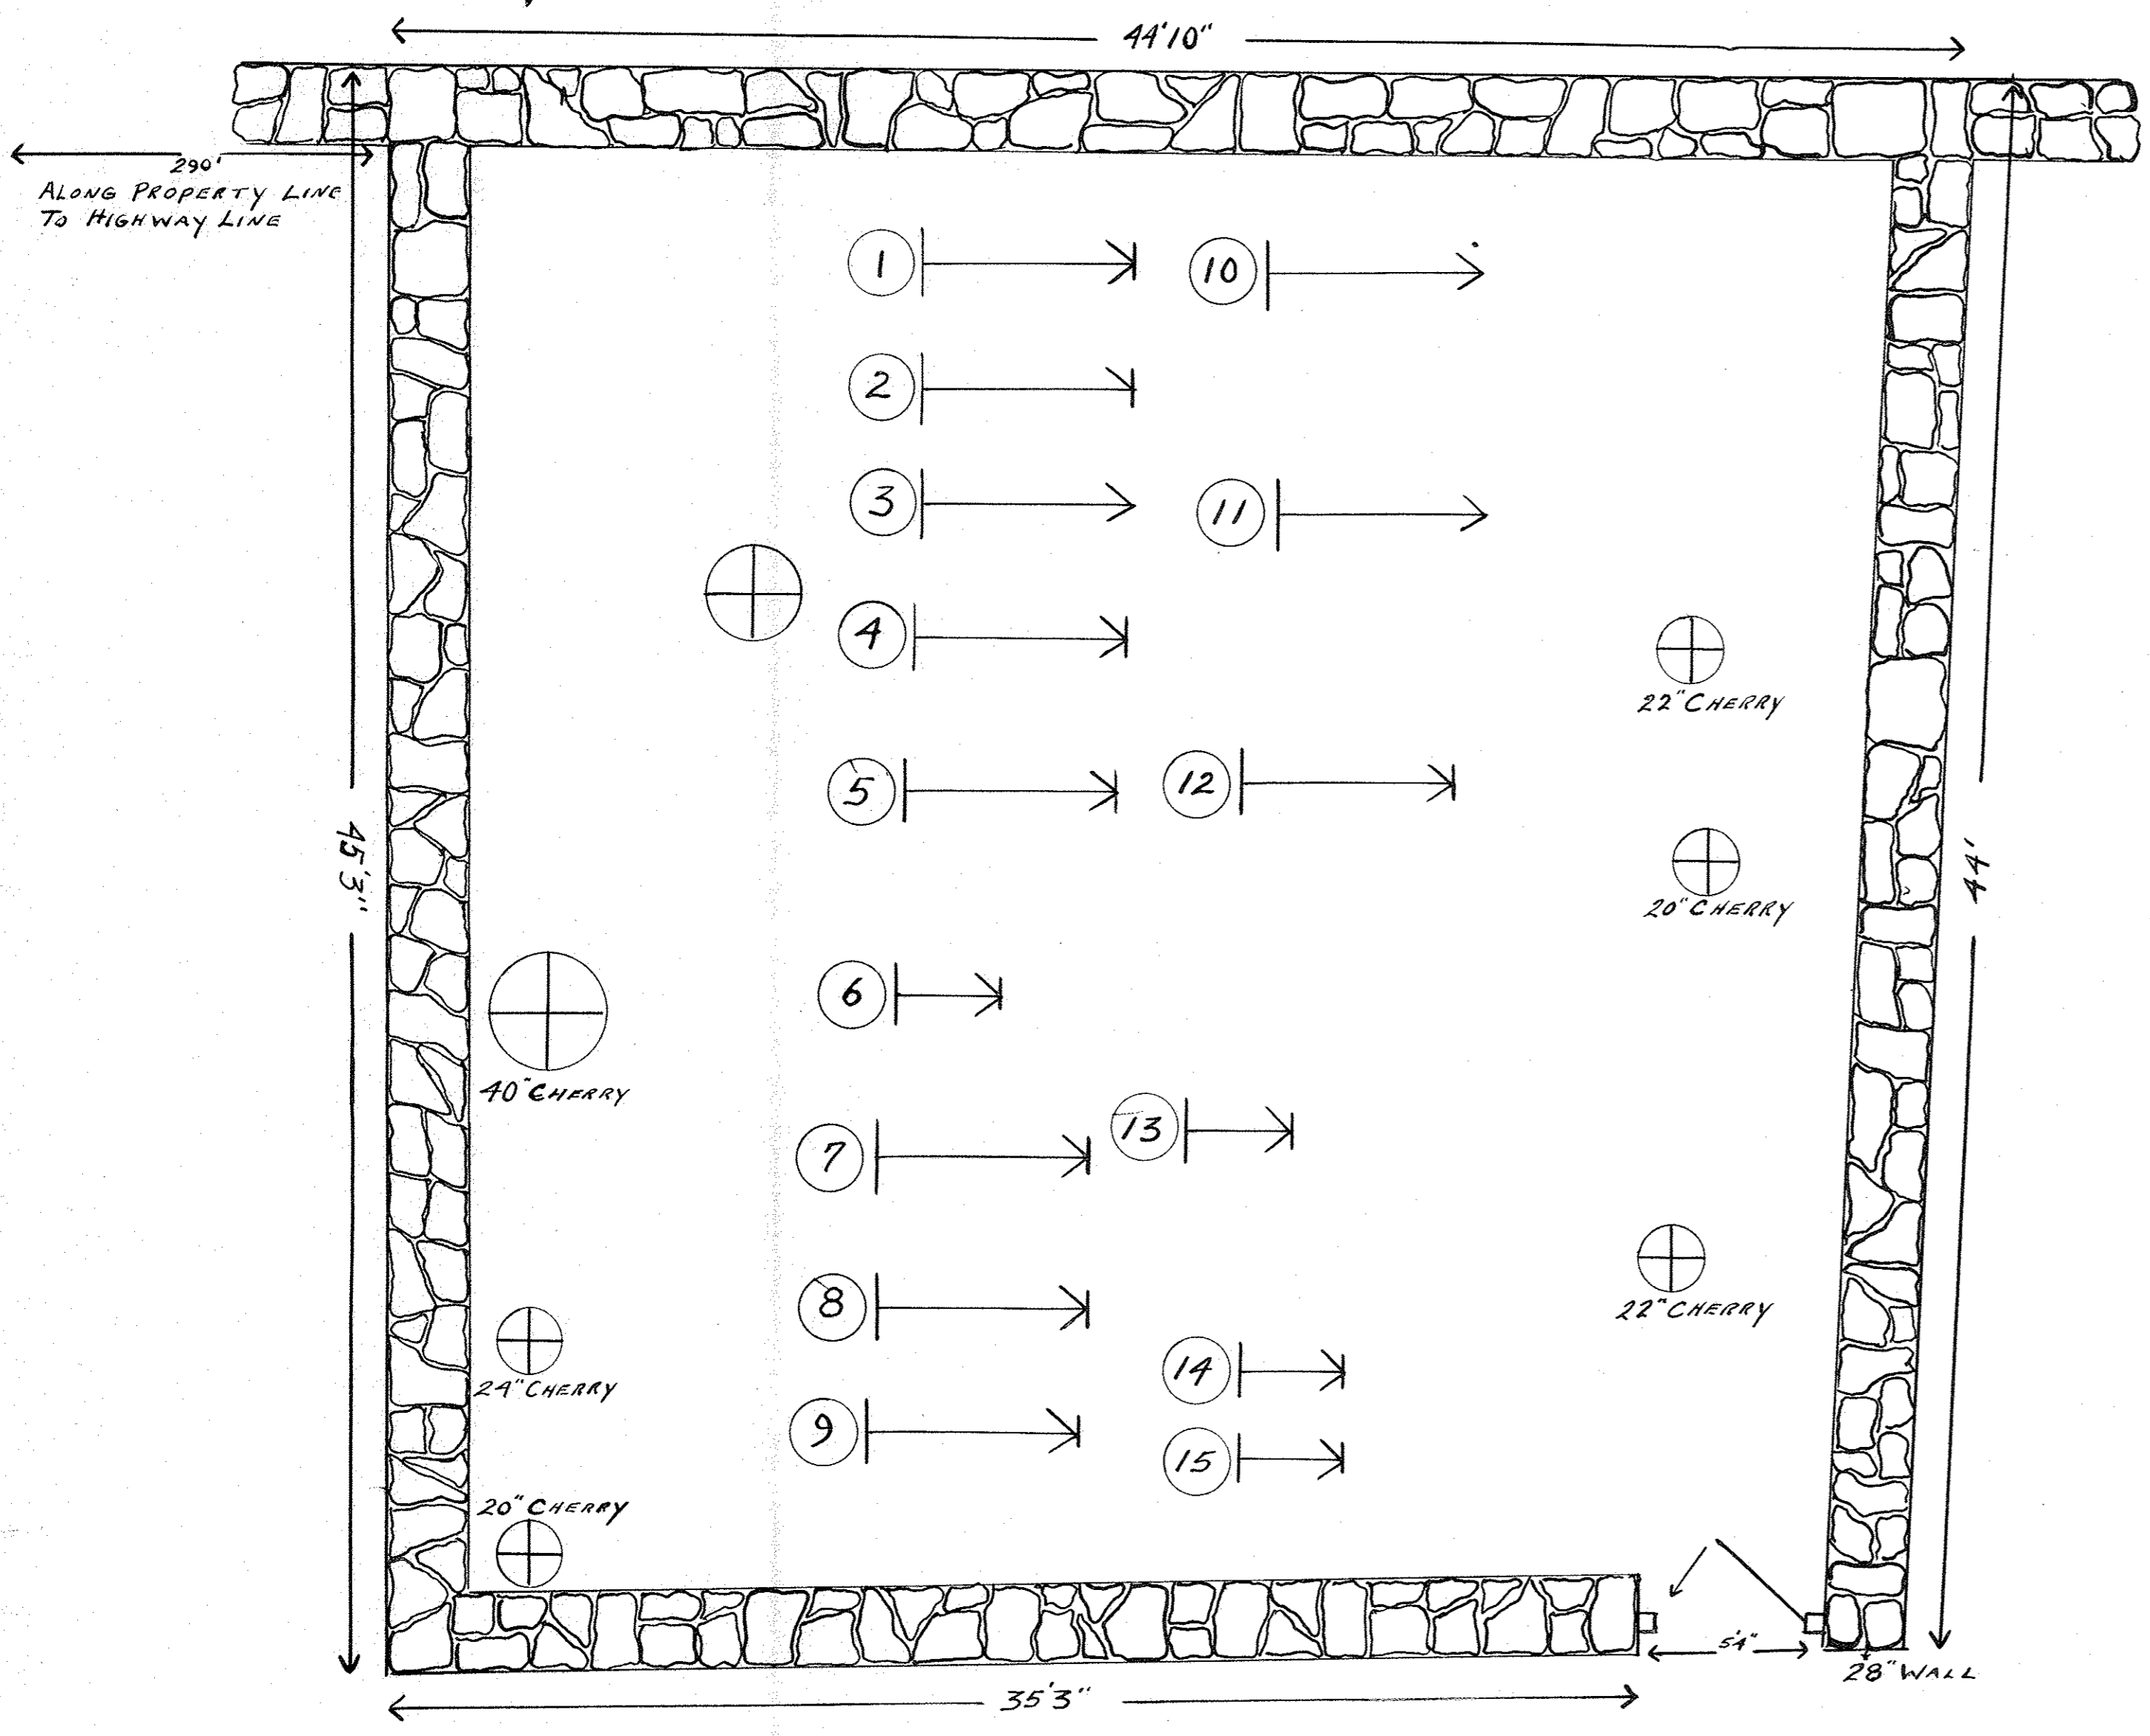 44'10"
290'
ALONG PROPERTY LINE
TO HIGHWAY LINE
1
10
2
3
11
4
22" CHERRY
5
12
45'3"
44'
20" CHERRY
6
40" CHERRY
13
7
8
22" CHERRY
24" CHERRY
14
9
15
20" CHERRY
5'4"
28" WALL
35'3"